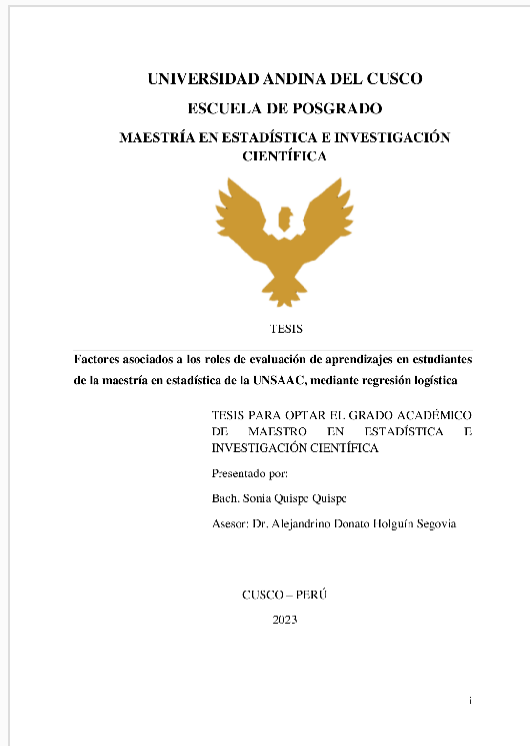 UNIVERSIDAD ANDINA DEL CUSCO
ESCUELA DE POSGRADO
MAESTRÍA EN ESTADÍSTICA E INVESTIGACIÓN
CIENTÍFICA
TESIS
Factores asociados a los roles de evaluación de aprendizajes en estudiantes
de la maestría en estadística de la UNSAAC, mediante regresión logística
TESIS PARA OPTAR EL GRADO ACADÉMICO
DE MAESTRO EN ESTADÍSTICA E
INVESTIGACIÓN CIENTÍFICA
Presentado por:
Bach. Sonia Quispe Quispe
Asesor: Dr. Alejandrino Donato Holguín Segovia
CUSCO – PERÚ
2023
i